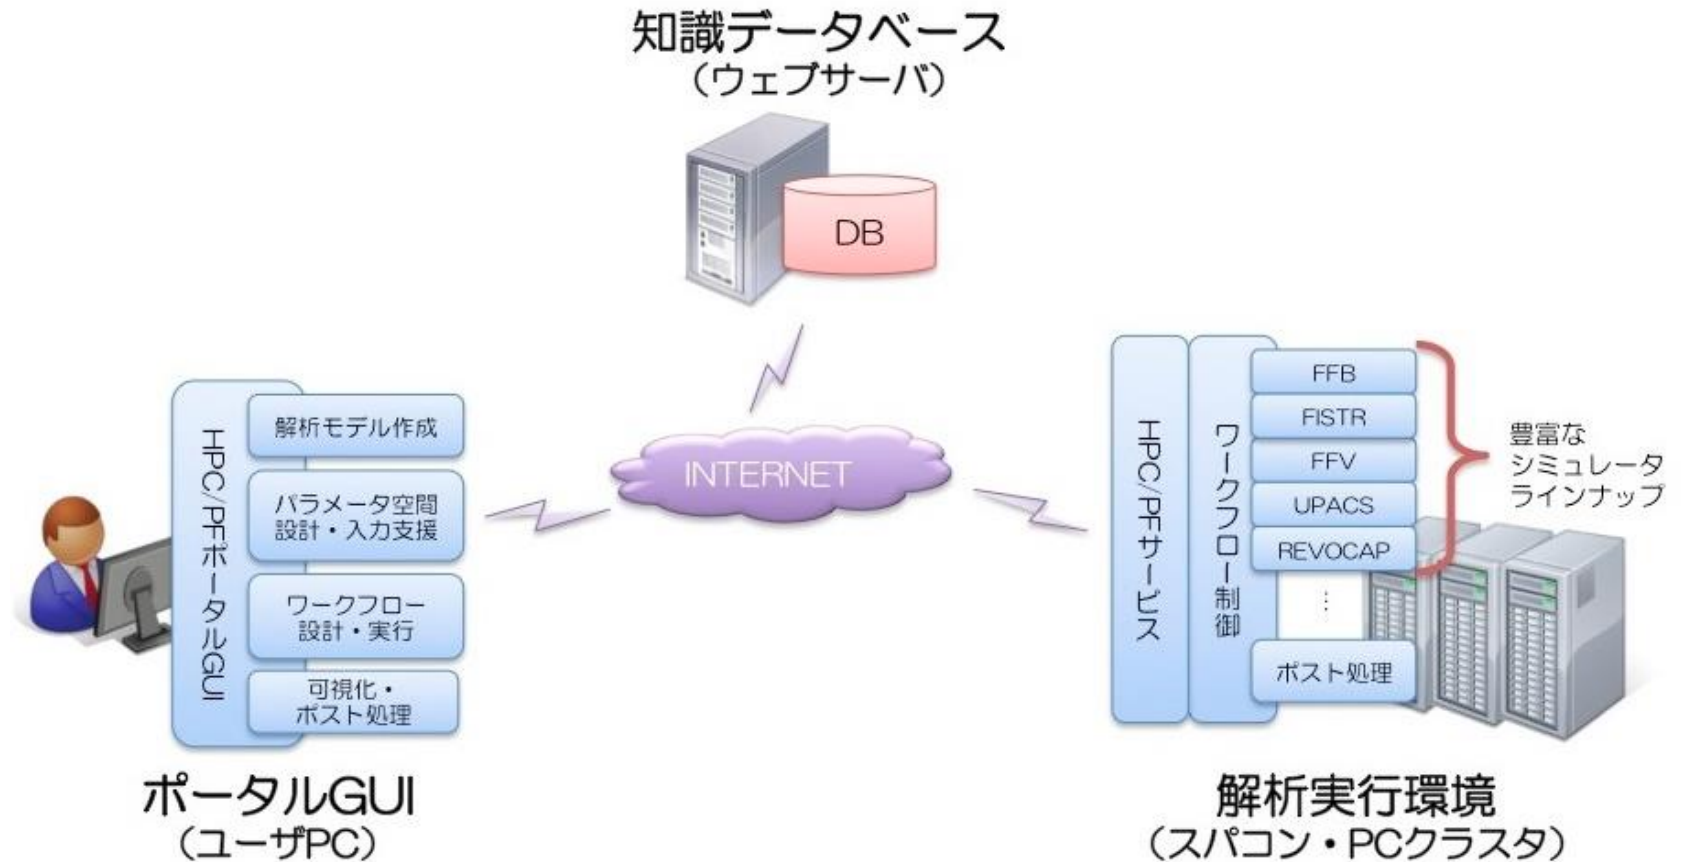 知識データベース
（ウェブサーバ）
DB
INTERNET
HPC/PFポータルGUI
解析モデル作成
パラメータ空間
設計・入力支援
ワークフロー
設計・実行
可視化・
ポスト処理
ポータルGUI
（ユーザPC）
HPC/PFサービス
ワークフロー制御
FFB
FISTR
FFV
UPACS
REVOCAP
…
ポスト処理
豊富な
シミュレータ
ラインナップ
解析実行環境
（スパコン・PCクラスタ）